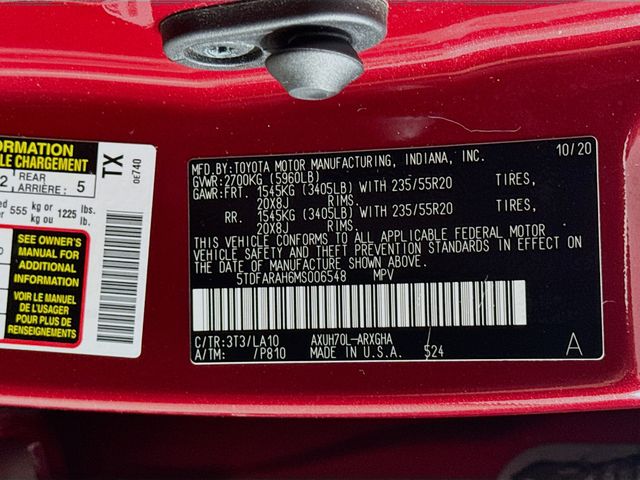 ORMATION
LE CHARGEMENT
TX
0E740
2 REAR ARRIÈRE: 5
555 kg or kg ou 1225 lbs. lb.
SEE OWNER'S
MANUAL FOR
ADDITIONAL
INFORMATION
VOIR LE MANUEL
DE L'USAGER
POUR PLUS DE
RENSEIGNEMENTS
MFD.BY:TOYOTA MOTOR MANUFACTURING, INDIANA, INC. 10/20
GVWR:2700KG (5960LB)
GAWR:FRT. 1545KG (3405LB) WITH 235/55R20 TIRES,
20X8J RIMS.
RR. 1545KG (3405LB) WITH 235/55R20 TIRES,
20X8J RIMS.
THIS VEHICLE CONFORMS TO ALL APPLICABLE FEDERAL MOTOR
VEHICLE SAFETY AND THEFT PREVENTION STANDARDS IN EFFECT ON
THE DATE OF MANUFACTURE SHOWN ABOVE.
5TDFARAH6MS006548 MPV
C/TR:3T3/LA10 AXUH70L-ARXGHA
A/TM: /P810 MADE IN U.S.A. 524 A